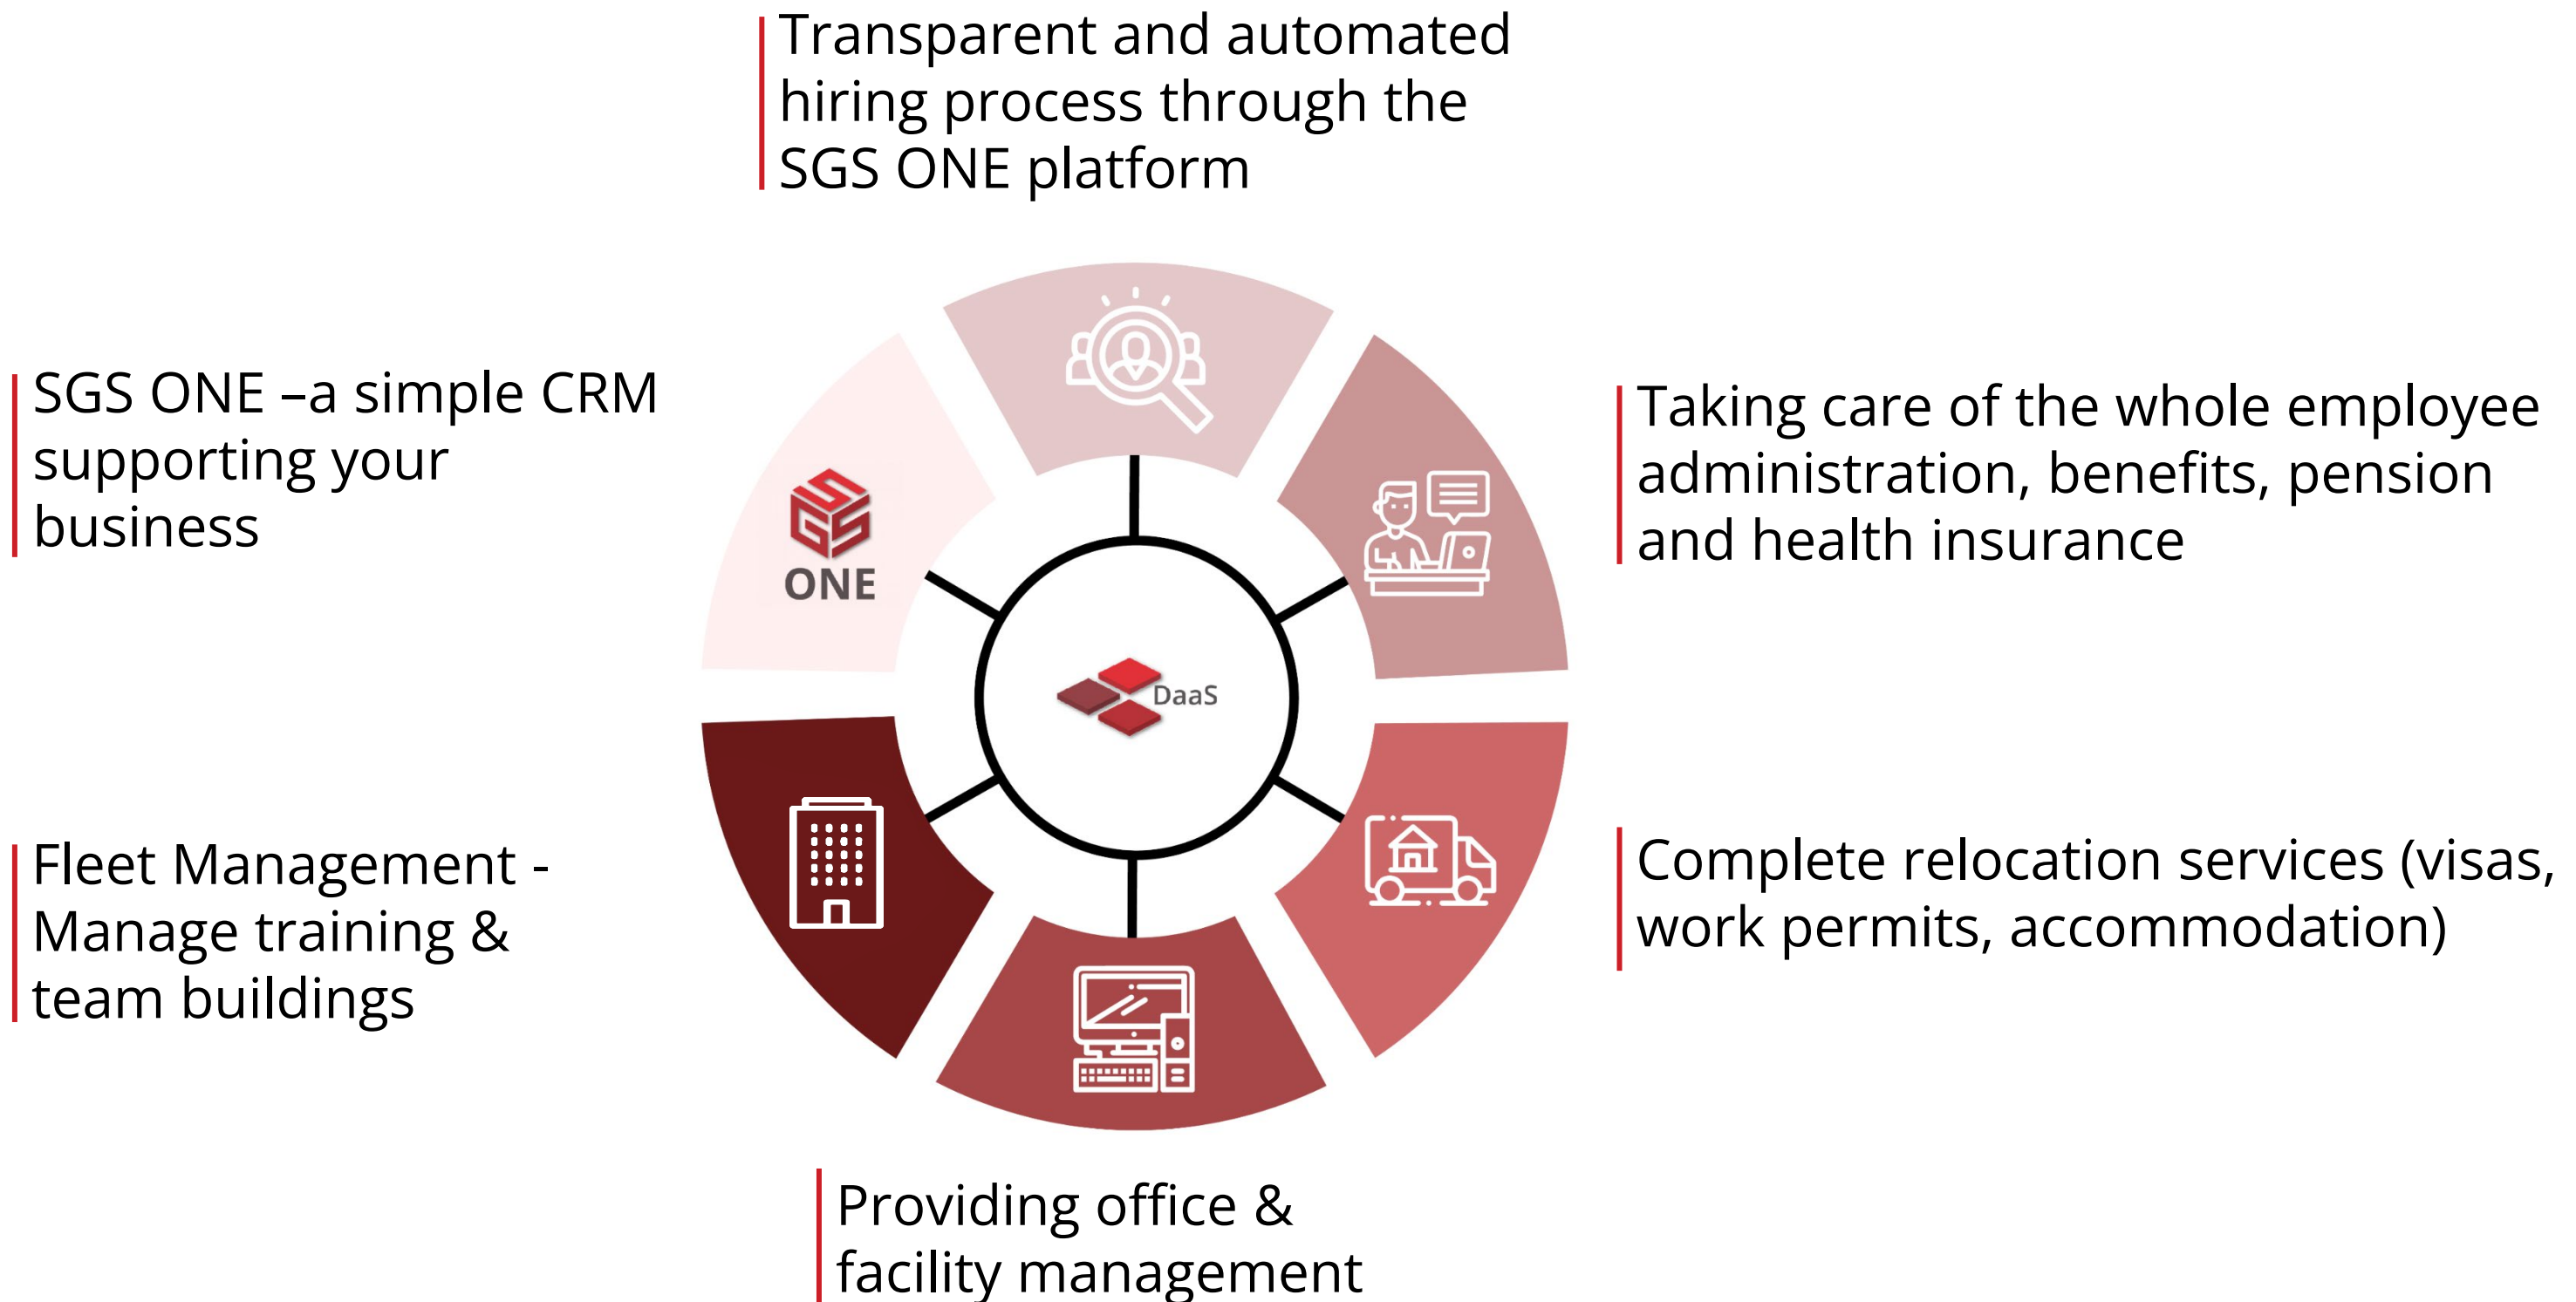 Transparent and automated
hiring process through the
SGS ONE platform
SGS ONE –a simple CRM
supporting your
business
Taking care of the whole employee
administration, benefits, pension
and health insurance
SGS
ONE
DaaS
Fleet Management -
Manage training &
team buildings
Complete relocation services (visas,
work permits, accommodation)
Providing office &
facility management